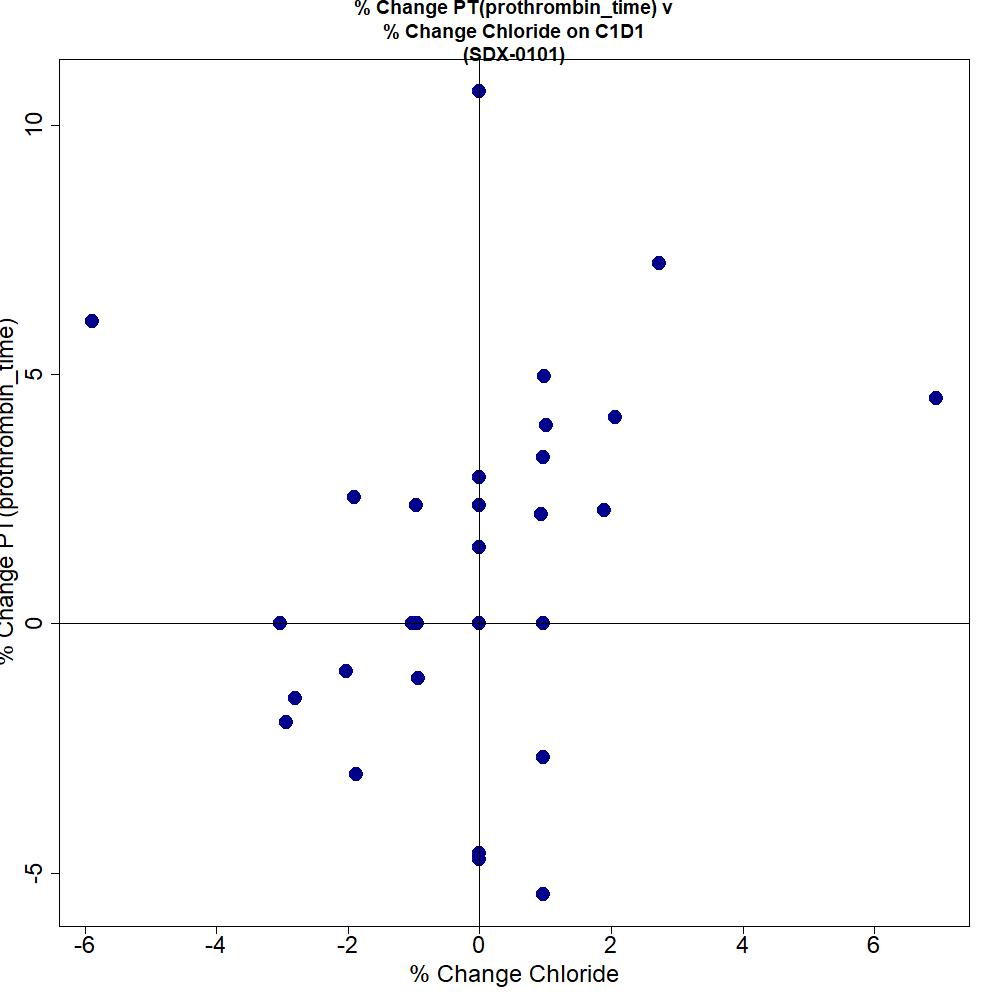 % Change PT(prothrombin_time) v
% Change Chloride on C1D1
(SDX-0101)
% Change PT(prothrombin_time)
10
5
0
-5
-6
-4
-2
0
2
4
6
% Change Chloride